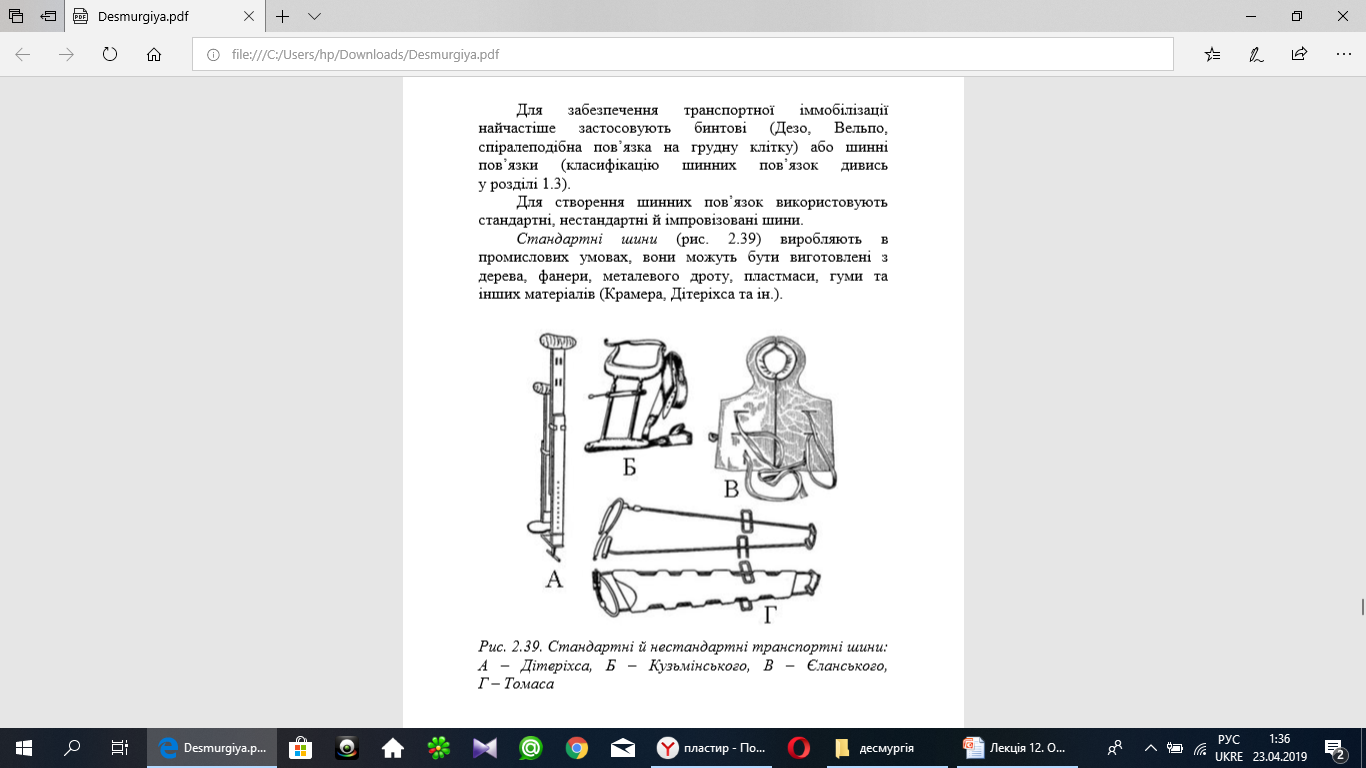 Desmurgiya.pdf
file:///C:/Users/hp/Downloads/Desmurgiya.pdf
Для забезпечення транспортної іммобілізації
найчастіше застосовують бинтові (Дезо, Вельпо,
спіралеподібна пов’язка на грудну клітку) або шинні
пов’язки (класифікацію шинних пов’язок дивись
у розділі 1.3).
Для створення шинних пов’язок використовують
стандартні, нестандартні й імпровізовані шини.
Стандартні шини (рис. 2.39) виробляють в
промислових умовах, вони можуть бути виготовлені з
дерева, фанери, металевого дроту, пластмаси, гуми та
інших матеріалів (Крамера, Дітеріхса та ін.).
Б
В
А
Г
Рис. 2.39. Стандартні й нестандартні транспортні шини:
А – Дітеріхса, Б – Кузьмінського, В – Єланського,
Г – Томаса
Desmurgiya.p...
пластир - По...
десмургія
Лекція 12. О...
РУС
UKRE
1:36
23.04.2019
2